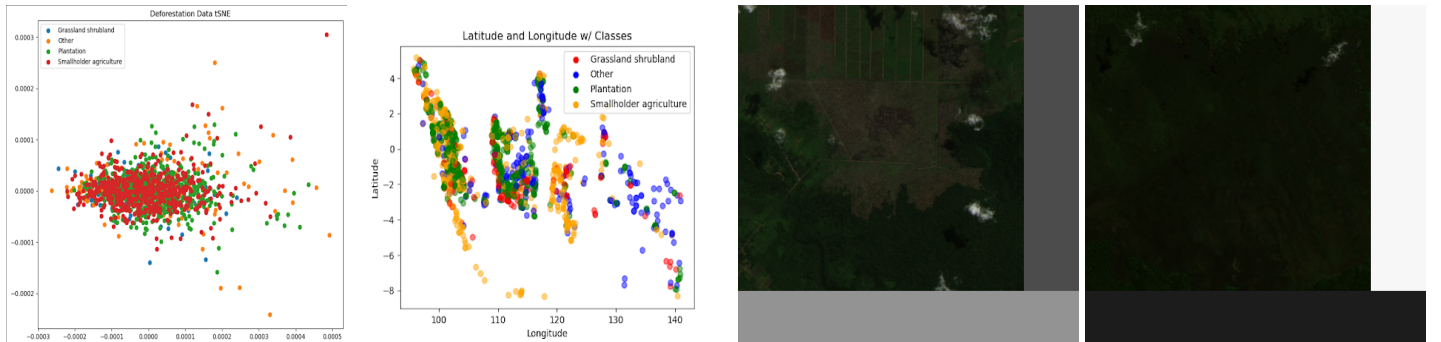 Deforestation Data tSNE
Grassland shrubland
Other
Plantation
Smallholder agriculture
0.0003
0.0002
0.0001
0.0000
−0.0001
−0.0002
−0.0003 −0.0002 −0.0001 0.0000 0.0001 0.0002 0.0003 0.0004 0.0005
Latitude and Longitude w/ Classes
Grassland shrubland
Other
Plantation
Smallholder agriculture
Latitude
4
2
0
−2
−4
−6
−8
100 110 120 130 140
Longitude